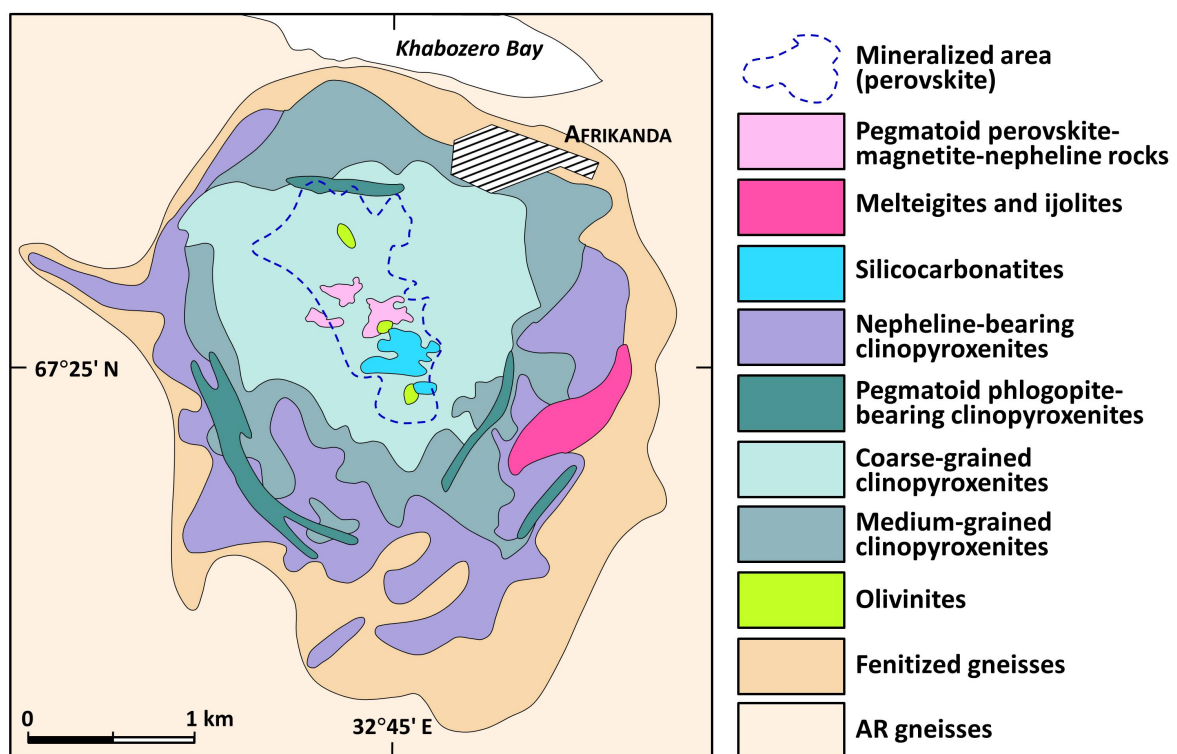 Khabozero Bay
AFRIKANDA
67°25' N
0
1 km
32°45' E
Mineralized area
(perovskite)
Pegmatoid perovskite-
magnetite-nepheline rocks
Melteigites and ijolites
Silicocarbonatites
Nepheline-bearing
clinopyroxenites
Pegmatoid phlogopite-
bearing clinopyroxenites
Coarse-grained
clinopyroxenites
Medium-grained
clinopyroxenites
Olivinites
Fenitized gneisses
AR gneisses